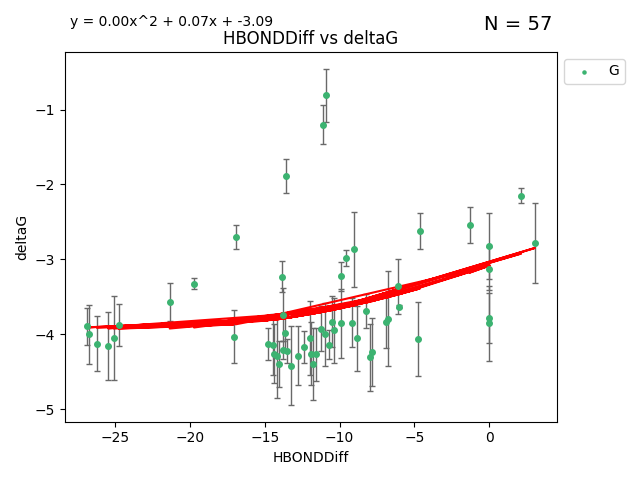 y = 0.00x^2 + 0.07x + -3.09
N = 57
HBONDDiff vs deltaG
G
−1
−2
−3
−4
−5
deltaG
−25 −20 −15 −10 −5 0
HBONDDiff